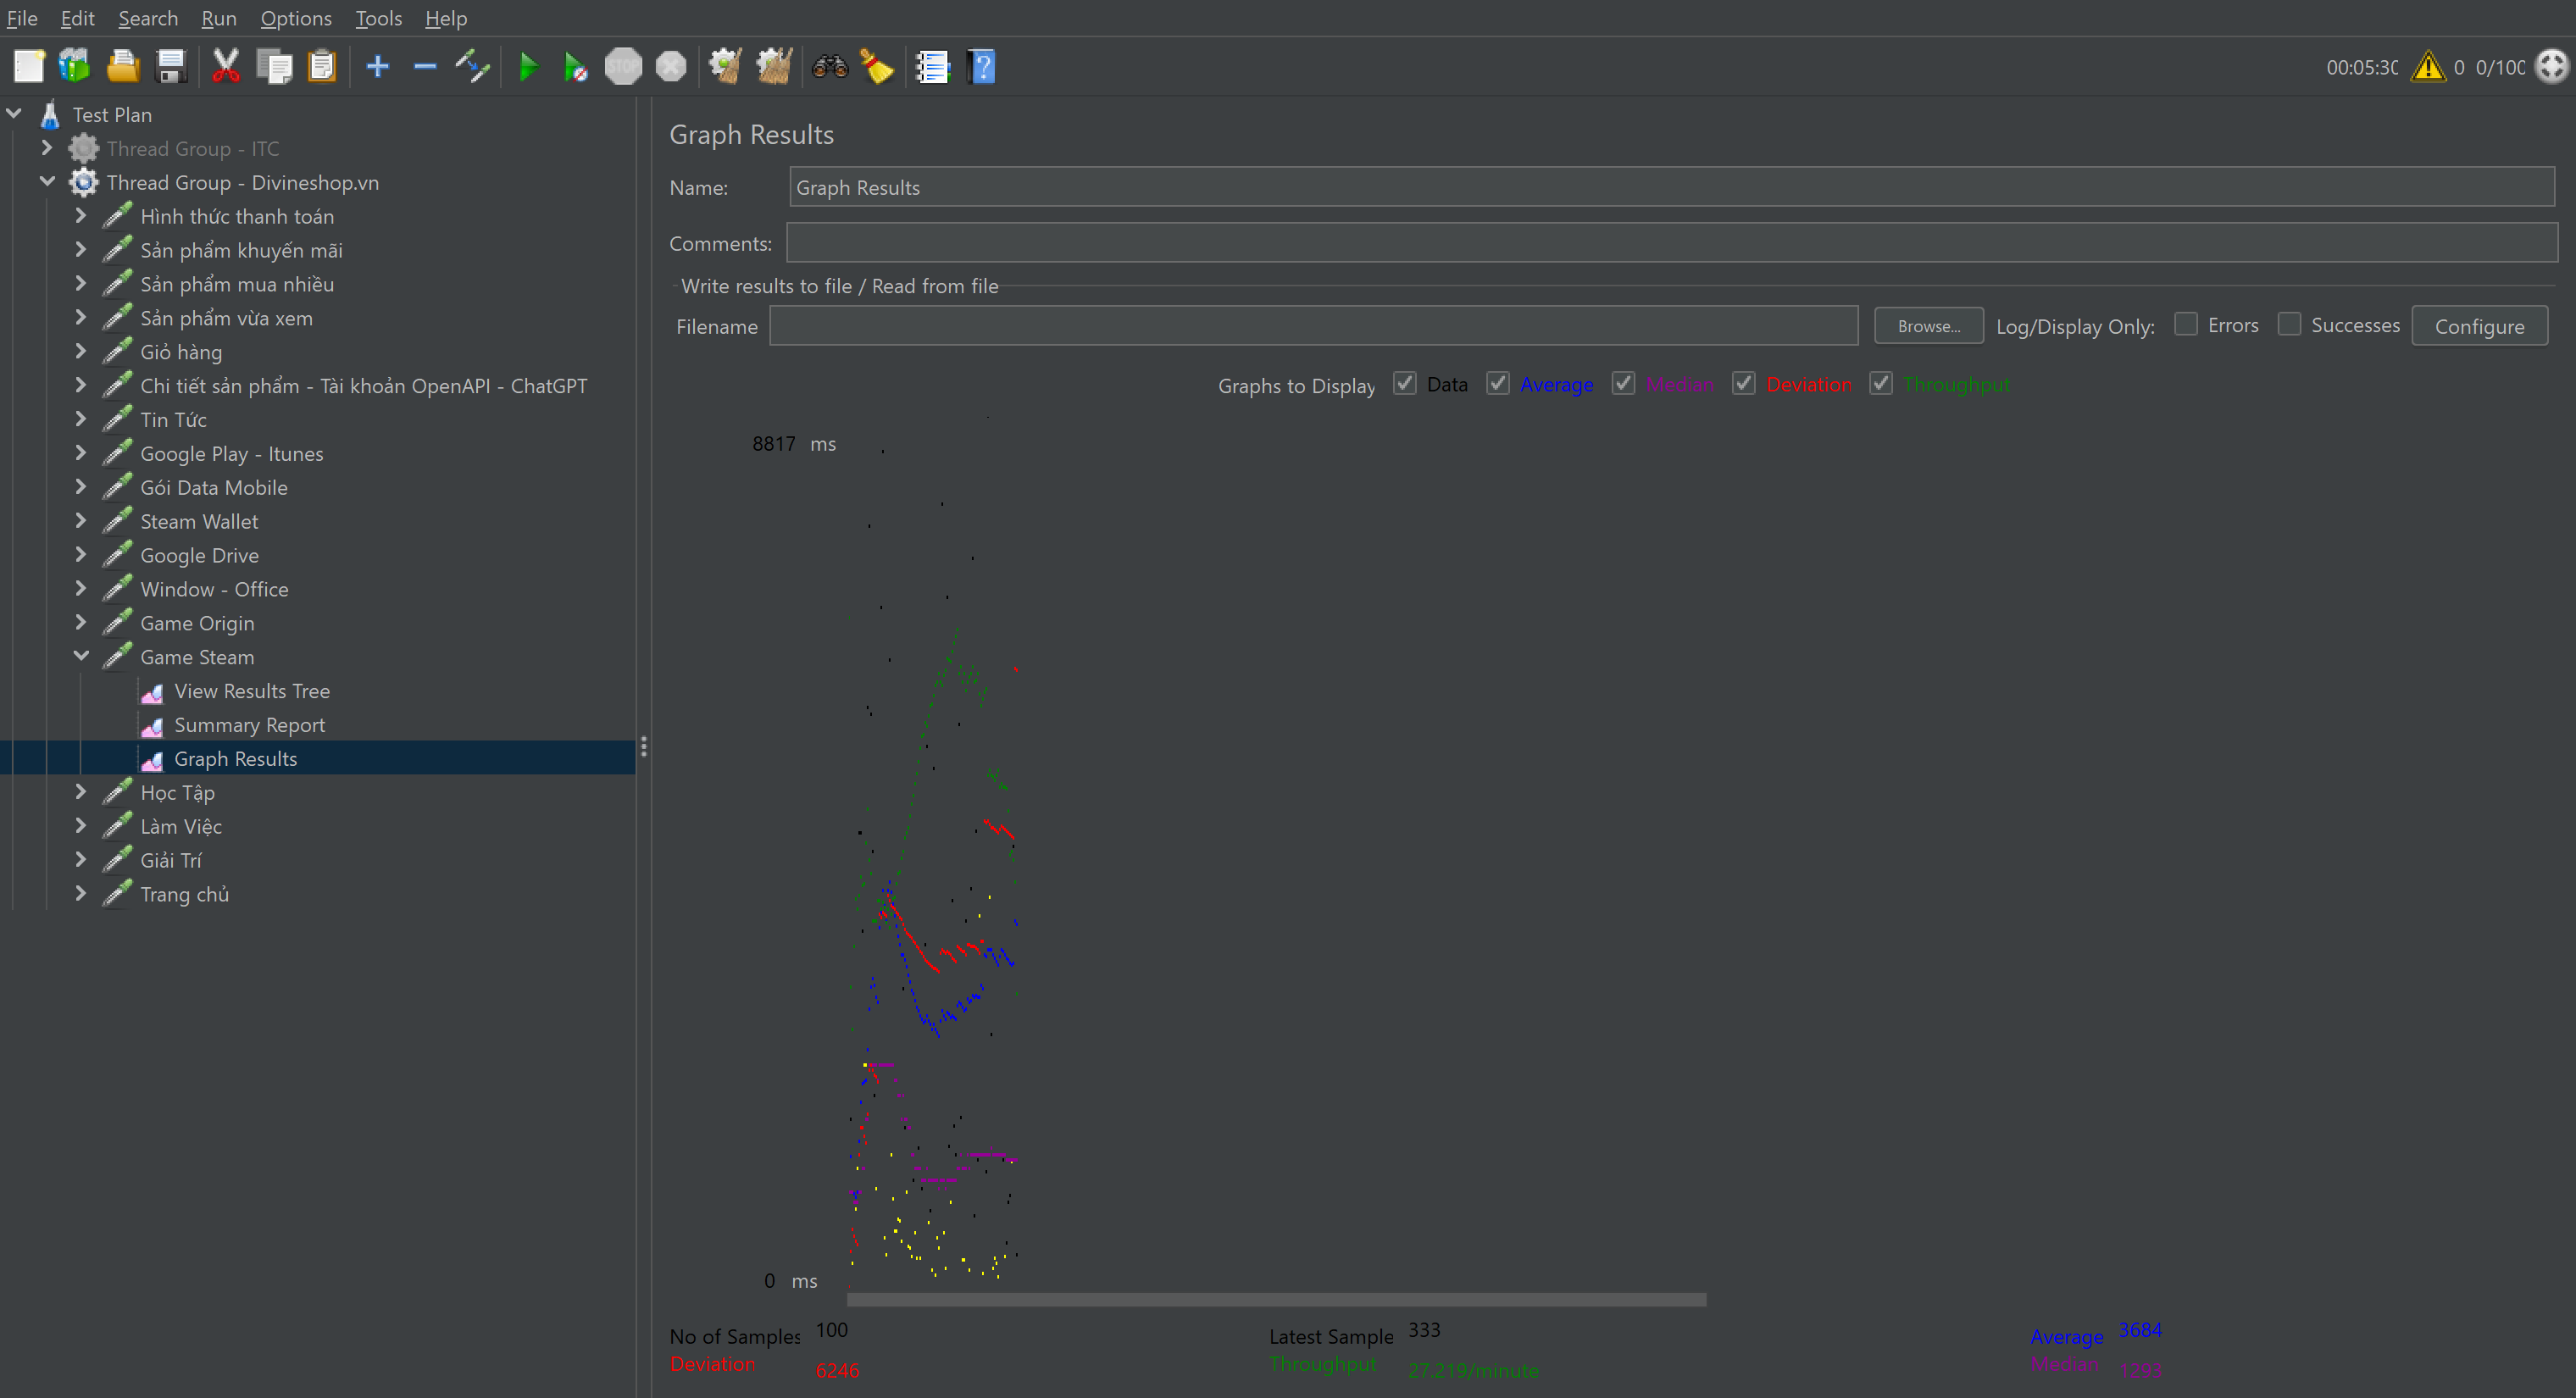 File Edit Search Run Options Tools Help
STOP
00:05:30 0 0/100
Test Plan
Thread Group - ITC
Thread Group - Divineshop.vn
Hình thức thanh toán
Sản phẩm khuyến mãi
Sản phẩm mua nhiều
Sản phẩm vừa xem
Giỏ hàng
Chi tiết sản phẩm - Tài khoản OpenAPI - ChatGPT
Tin Tức
Google Play - Itunes
Gói Data Mobile
Steam Wallet
Google Drive
Window - Office
Game Origin
Game Steam
View Results Tree
Summary Report
Graph Results
Học Tập
Làm Việc
Giải Trí
Trang chủ
Graph Results
Name: Graph Results
Comments:
Write results to file / Read from file
Filename Browse... Log/Display Only: Errors Successes Configure
Graphs to Display Data Average Median Deviation Throughput
8817 ms
0 ms
No of Samples 100 Latest Sample 333 Average 3684
Deviation 6246 Throughput 27.219/minute Median 1293